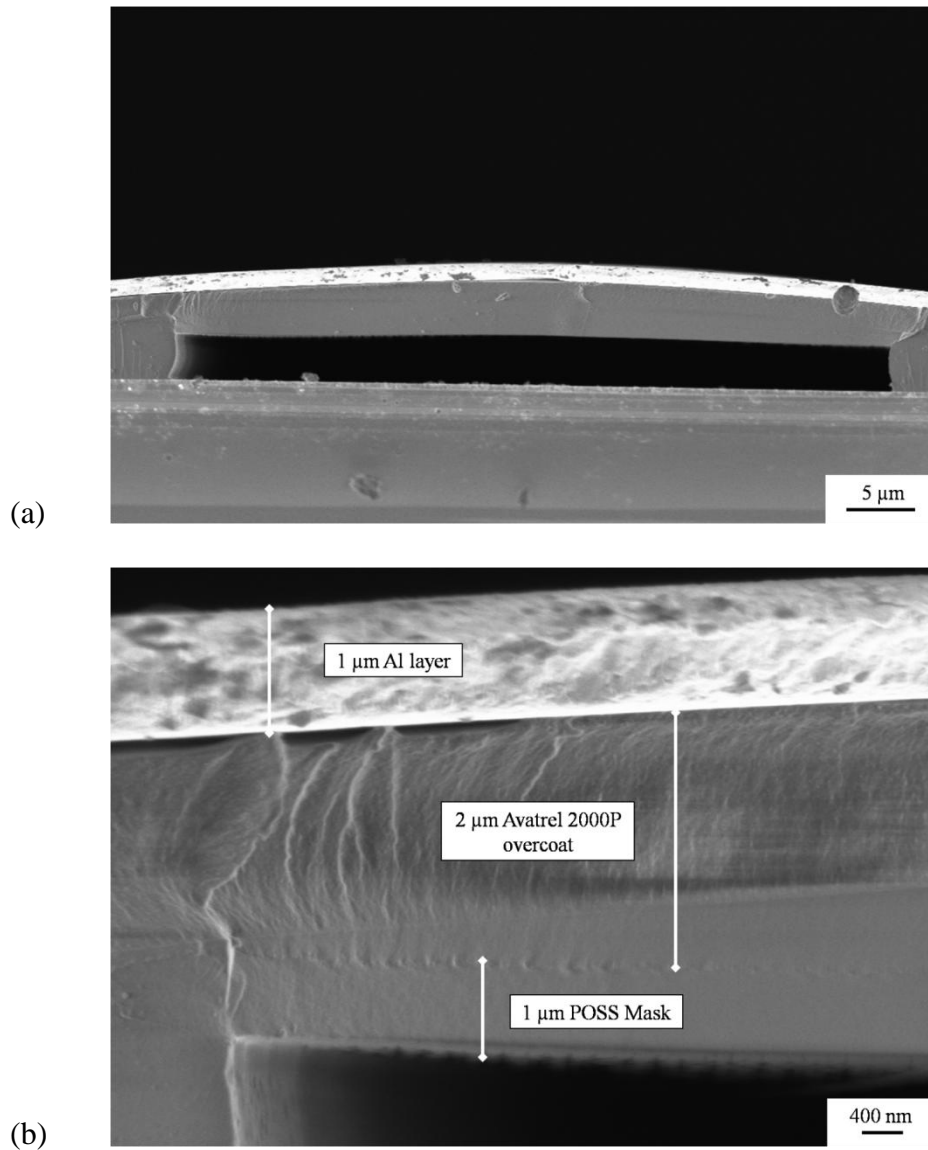 5 μm
(a)
1 μm Al layer
2 μm Avatrel 2000P
overcoat
1 μm POSS Mask
400 nm
(b)